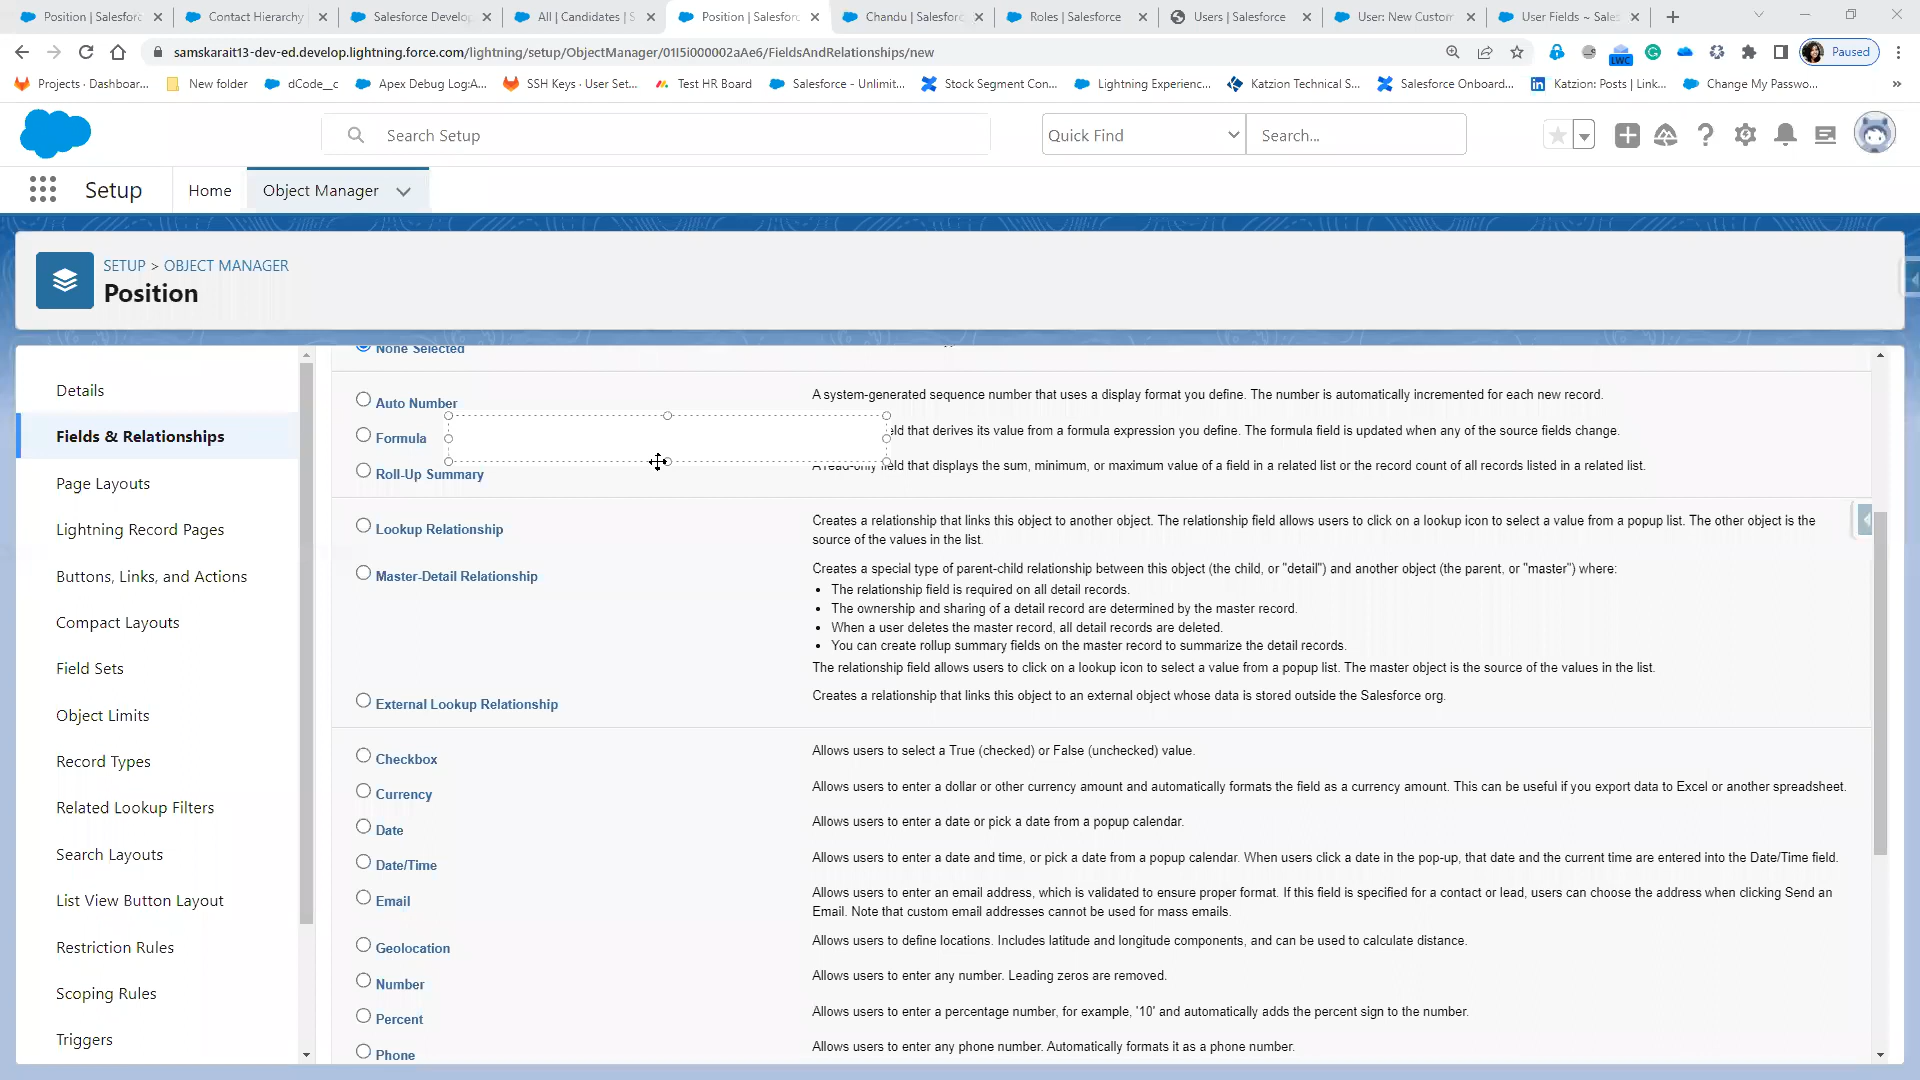 Position | Salesforc
Contact Hierarchy
Salesforce Develop
All | Candidates | S
Position | Salesforc
Chandu | Salesforc
Roles | Salesforce
Users | Salesforce
User: New Custom
User Fields ~ Sales
samskarait13-dev-ed.develop.lightning.force.com/lightning/setup/ObjectManager/01I5i000002aAe6/FieldsAndRelationships/new
Paused
Projects · Dashboar...
New folder
dCode__c
Apex Debug Log:A...
SSH Keys · User Set...
Test HR Board
Salesforce - Unlimit...
Stock Segment Con...
Lightning Experienc...
Katzion Technical S...
Salesforce Onboard...
Katzion: Posts | Link...
Change My Passwo...
Search Setup
Quick Find
Search...
Setup
Home
Object Manager
SETUP > OBJECT MANAGER
Position
Details
Fields & Relationships
Page Layouts
Lightning Record Pages
Buttons, Links, and Actions
Compact Layouts
Field Sets
Object Limits
Record Types
Related Lookup Filters
Search Layouts
List View Button Layout
Restriction Rules
Scoping Rules
Triggers
None Selected
Auto Number
A system-generated sequence number that uses a display format you define. The number is automatically incremented for each new record.
Formula
eld that derives its value from a formula expression you define. The formula field is updated when any of the source fields change.
Roll-Up Summary
A read-only field that displays the sum, minimum, or maximum value of a field in a related list or the record count of all records listed in a related list.
Lookup Relationship
Creates a relationship that links this object to another object. The relationship field allows users to click on a lookup icon to select a value from a popup list. The other object is the
source of the values in the list.
Master-Detail Relationship
Creates a special type of parent-child relationship between this object (the child, or "detail") and another object (the parent, or "master") where:
• The relationship field is required on all detail records.
• The ownership and sharing of a detail record are determined by the master record.
• When a user deletes the master record, all detail records are deleted.
• You can create rollup summary fields on the master record to summarize the detail records.
The relationship field allows users to click on a lookup icon to select a value from a popup list. The master object is the source of the values in the list.
External Lookup Relationship
Creates a relationship that links this object to an external object whose data is stored outside the Salesforce org.
Checkbox
Allows users to select a True (checked) or False (unchecked) value.
Currency
Allows users to enter a dollar or other currency amount and automatically formats the field as a currency amount. This can be useful if you export data to Excel or another spreadsheet.
Date
Allows users to enter a date or pick a date from a popup calendar.
Date/Time
Allows users to enter a date and time, or pick a date from a popup calendar. When users click a date in the pop-up, that date and the current time are entered into the Date/Time field.
Email
Allows users to enter an email address, which is validated to ensure proper format. If this field is specified for a contact or lead, users can choose the address when clicking Send an
Email. Note that custom email addresses cannot be used for mass emails.
Geolocation
Allows users to define locations. Includes latitude and longitude components, and can be used to calculate distance.
Number
Allows users to enter any number. Leading zeros are removed.
Percent
Allows users to enter a percentage number, for example, '10' and automatically adds the percent sign to the number.
Phone
Allows users to enter any phone number. Automatically formats it as a phone number.